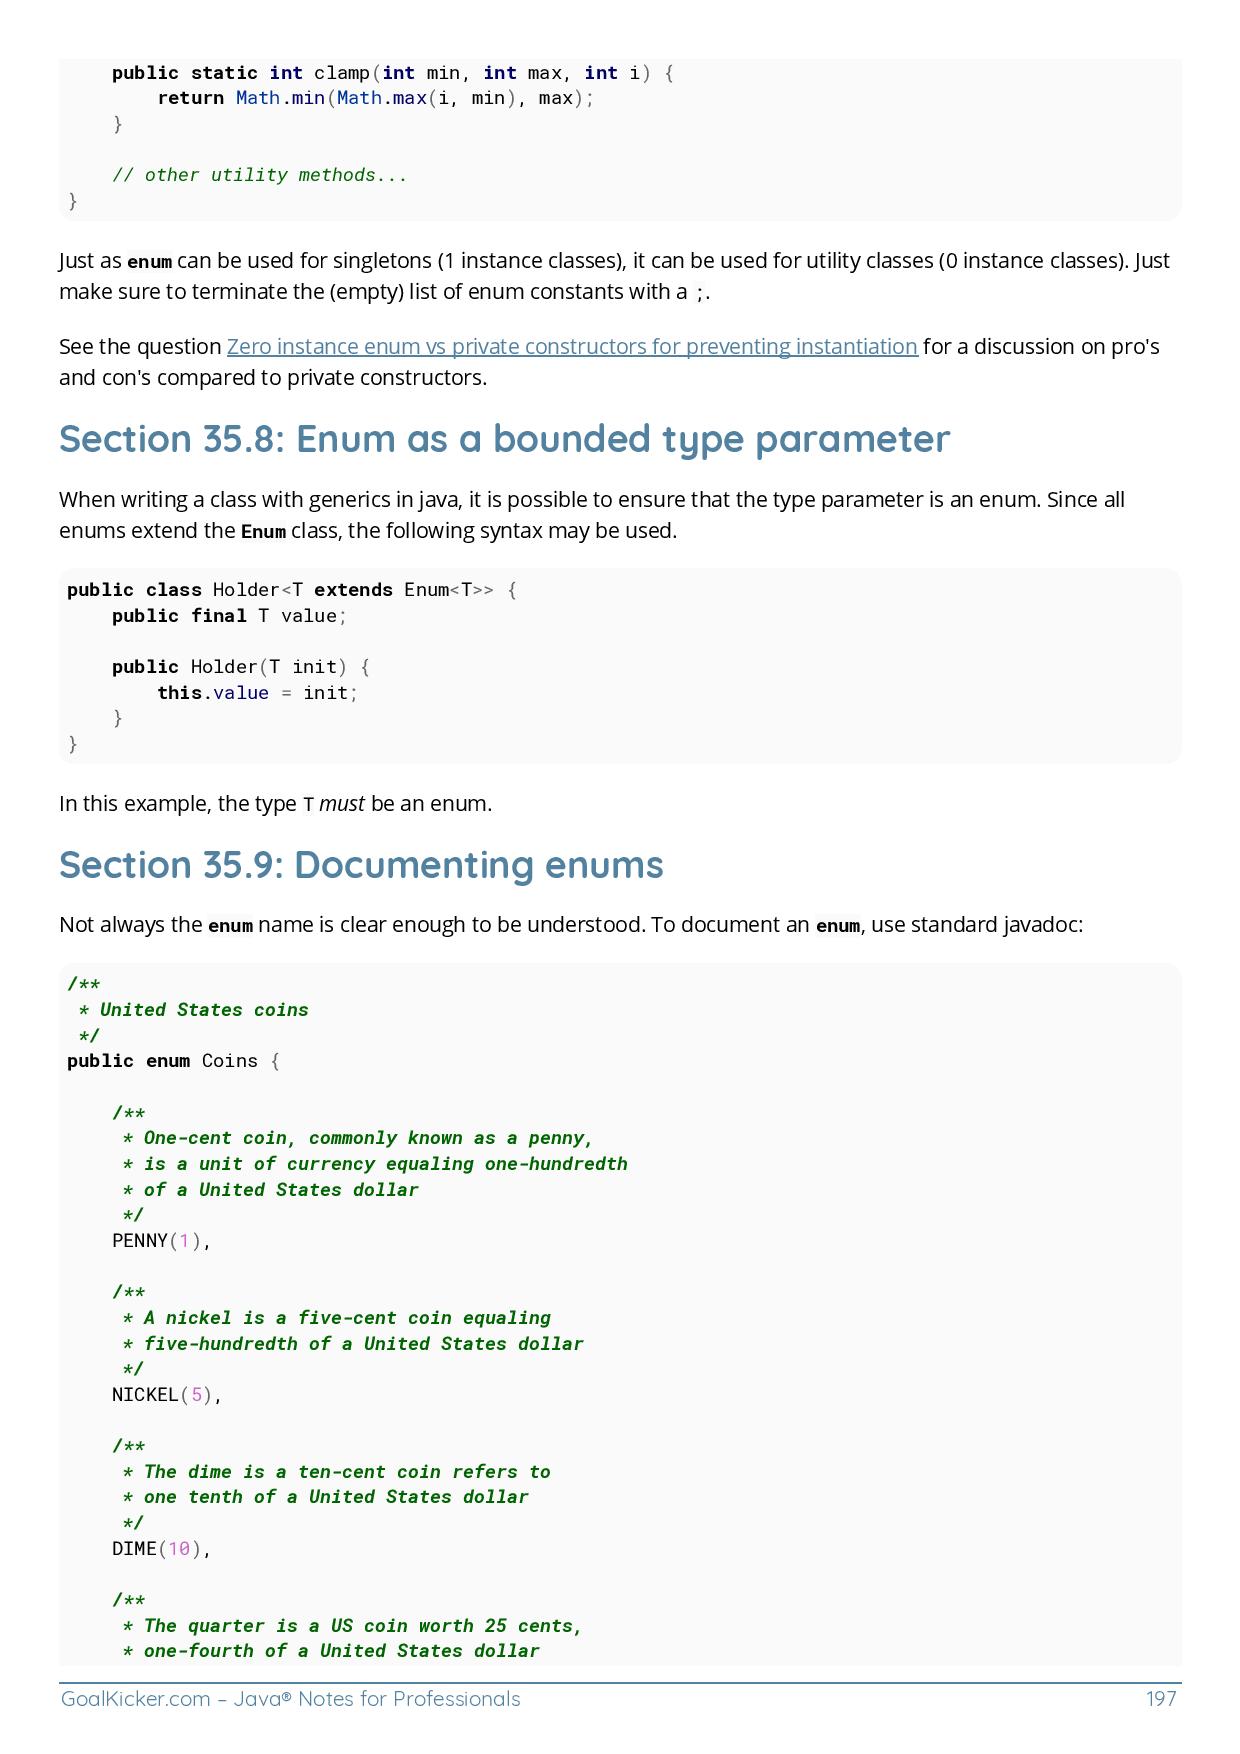 public static int clamp(int min, int max, int i) {
        return Math.min(Math.max(i, min), max);
    }

    // other utility methods...
}
Just as enum can be used for singletons (1 instance classes), it can be used for utility classes (0 instance classes). Just
make sure to terminate the (empty) list of enum constants with a ;.
See the question Zero instance enum vs private constructors for preventing instantiation for a discussion on pro's
and con's compared to private constructors.
Section 35.8: Enum as a bounded type parameter
When writing a class with generics in java, it is possible to ensure that the type parameter is an enum. Since all
enums extend the Enum class, the following syntax may be used.
public class Holder<T extends Enum<T>> {
    public final T value;

    public Holder(T init) {
        this.value = init;
    }
}
In this example, the type T must be an enum.
Section 35.9: Documenting enums
Not always the enum name is clear enough to be understood. To document an enum, use standard javadoc:
/**
 * United States coins
 */
public enum Coins {

    /**
     * One-cent coin, commonly known as a penny,
     * is a unit of currency equaling one-hundredth
     * of a United States dollar
     */
    PENNY(1),

    /**
     * A nickel is a five-cent coin equaling
     * five-hundredth of a United States dollar
     */
    NICKEL(5),

    /**
     * The dime is a ten-cent coin refers to
     * one tenth of a United States dollar
     */
    DIME(10),

    /**
     * The quarter is a US coin worth 25 cents,
     * one-fourth of a United States dollar
GoalKicker.com – Java® Notes for Professionals
197